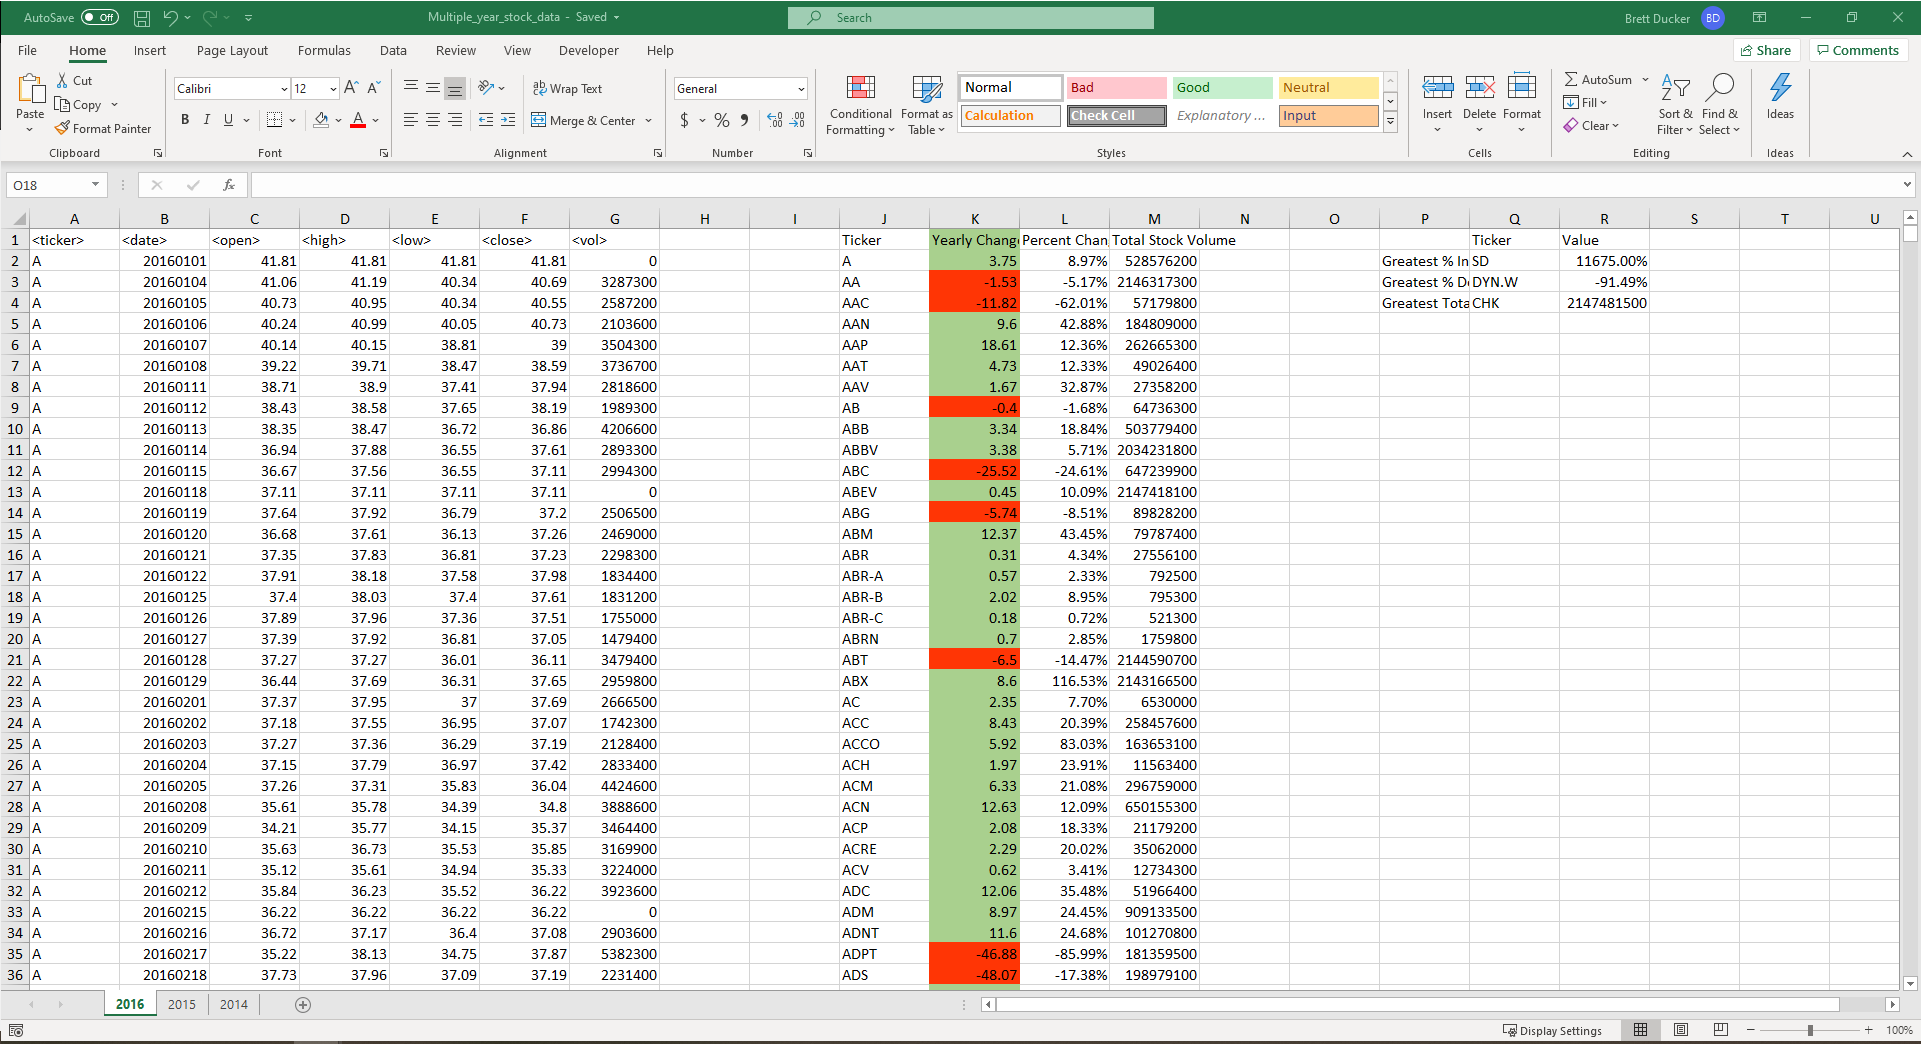 AutoSave Off Multiple_year_stock_data - Saved Search Brett Ducker BD
File Home Insert Page Layout Formulas Data Review View Developer Help Share Comments
Paste Cut Copy Format Painter
Clipboard
Calibri 12 A A B I U A
Font
ab Wrap Text Merge & Center
Alignment
General $ % , .00 .00
Number
Conditional Formatting Format as Table
Normal Bad Good Neutral
Calculation Check Cell Explanatory ... Input
Styles
Insert Delete Format
Cells
AutoSum Fill Clear Sort & Filter Find & Select
Editing
Ideas
Ideas
O18 fx
A B C D E F G H I J K L M N O P Q R S T U
1 <ticker> <date> <open> <high> <low> <close> <vol> Ticker Yearly Chang Percent Chan Total Stock Volume Ticker Value
2 A 20160101 41.81 41.81 41.81 41.81 0 A 3.75 8.97% 528576200 Greatest % In SD 11675.00%
3 A 20160104 41.06 41.19 40.34 40.69 3287300 AA -1.53 -5.17% 2146317300 Greatest % D DYN.W -91.49%
4 A 20160105 40.73 40.95 40.34 40.55 2587200 AAC -11.82 -62.01% 57179800 Greatest Tota CHK 2147481500
5 A 20160106 40.24 40.99 40.05 40.73 2103600 AAN 9.6 42.88% 184809000
6 A 20160107 40.14 40.15 38.81 39 3504300 AAP 18.61 12.36% 262665300
7 A 20160108 39.22 39.71 38.47 38.59 3736700 AAT 4.73 12.33% 49026400
8 A 20160111 38.71 38.9 37.41 37.94 2818600 AAV 1.67 32.87% 27358200
9 A 20160112 38.43 38.58 37.65 38.19 1989300 AB -0.4 -1.68% 64736300
10 A 20160113 38.35 38.47 36.72 36.86 4206600 ABB 3.34 18.84% 503779400
11 A 20160114 36.94 37.88 36.55 37.61 2893300 ABBV 3.38 5.71% 2034231800
12 A 20160115 36.67 37.56 36.55 37.11 2994300 ABC -25.52 -24.61% 647239900
13 A 20160118 37.11 37.11 37.11 37.11 0 ABEV 0.45 10.09% 2147418100
14 A 20160119 37.64 37.92 36.79 37.2 2506500 ABG -5.74 -8.51% 89828200
15 A 20160120 36.68 37.61 36.13 37.26 2469000 ABM 12.37 43.45% 79787400
16 A 20160121 37.35 37.83 36.81 37.23 2298300 ABR 0.31 4.34% 27556100
17 A 20160122 37.91 38.18 37.58 37.98 1834400 ABR-A 0.57 2.33% 792500
18 A 20160125 37.4 38.03 37.4 37.61 1831200 ABR-B 2.02 8.95% 795300
19 A 20160126 37.89 37.96 37.36 37.51 1755000 ABR-C 0.18 0.72% 521300
20 A 20160127 37.39 37.92 36.81 37.05 1479400 ABRN 0.7 2.85% 1759800
21 A 20160128 37.27 37.27 36.01 36.11 3479400 ABT -6.5 -14.47% 2144590700
22 A 20160129 36.44 37.69 36.31 37.65 2959800 ABX 8.6 116.53% 2143166500
23 A 20160201 37.37 37.95 37 37.69 2666500 AC 2.35 7.70% 6530000
24 A 20160202 37.18 37.55 36.95 37.07 1742300 ACC 8.43 20.39% 258457600
25 A 20160203 37.27 37.36 36.29 37.19 2128400 ACCO 5.92 83.03% 163653100
26 A 20160204 37.15 37.79 36.97 37.42 2833400 ACH 1.97 23.91% 11563400
27 A 20160205 37.26 37.31 35.83 36.04 4424600 ACM 6.33 21.08% 296759000
28 A 20160208 35.61 35.78 34.39 34.8 3888600 ACN 12.63 12.09% 650155300
29 A 20160209 34.21 35.77 34.15 35.37 3464400 ACP 2.08 18.33% 21179200
30 A 20160210 35.63 36.73 35.53 35.85 3169900 ACRE 2.29 20.02% 35062000
31 A 20160211 35.12 35.61 34.94 35.33 3224000 ACV 0.62 3.41% 12734300
32 A 20160212 35.84 36.23 35.52 36.22 3923600 ADC 12.06 35.48% 51966400
33 A 20160215 36.22 36.22 36.22 36.22 0 ADM 8.97 24.45% 909133500
34 A 20160216 36.72 37.17 36.4 37.08 2903600 ADNT 11.6 24.68% 101270800
35 A 20160217 35.22 38.13 34.75 37.87 5382300 ADPT -46.88 -85.99% 181359500
36 A 20160218 37.73 37.96 37.09 37.19 2231400 ADS -48.07 -17.38% 198979100
2016 2015 2014
Display Settings 100%